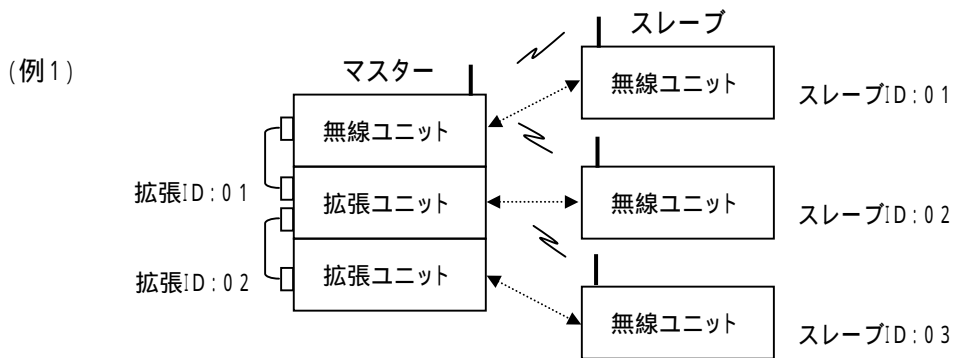 (例1)
マスター
スレーブ
無線ユニット
拡張ユニット
拡張ユニット
拡張ID:01
拡張ID:02
無線ユニット
スレーブID:01
無線ユニット
スレーブID:02
無線ユニット
スレーブID:03